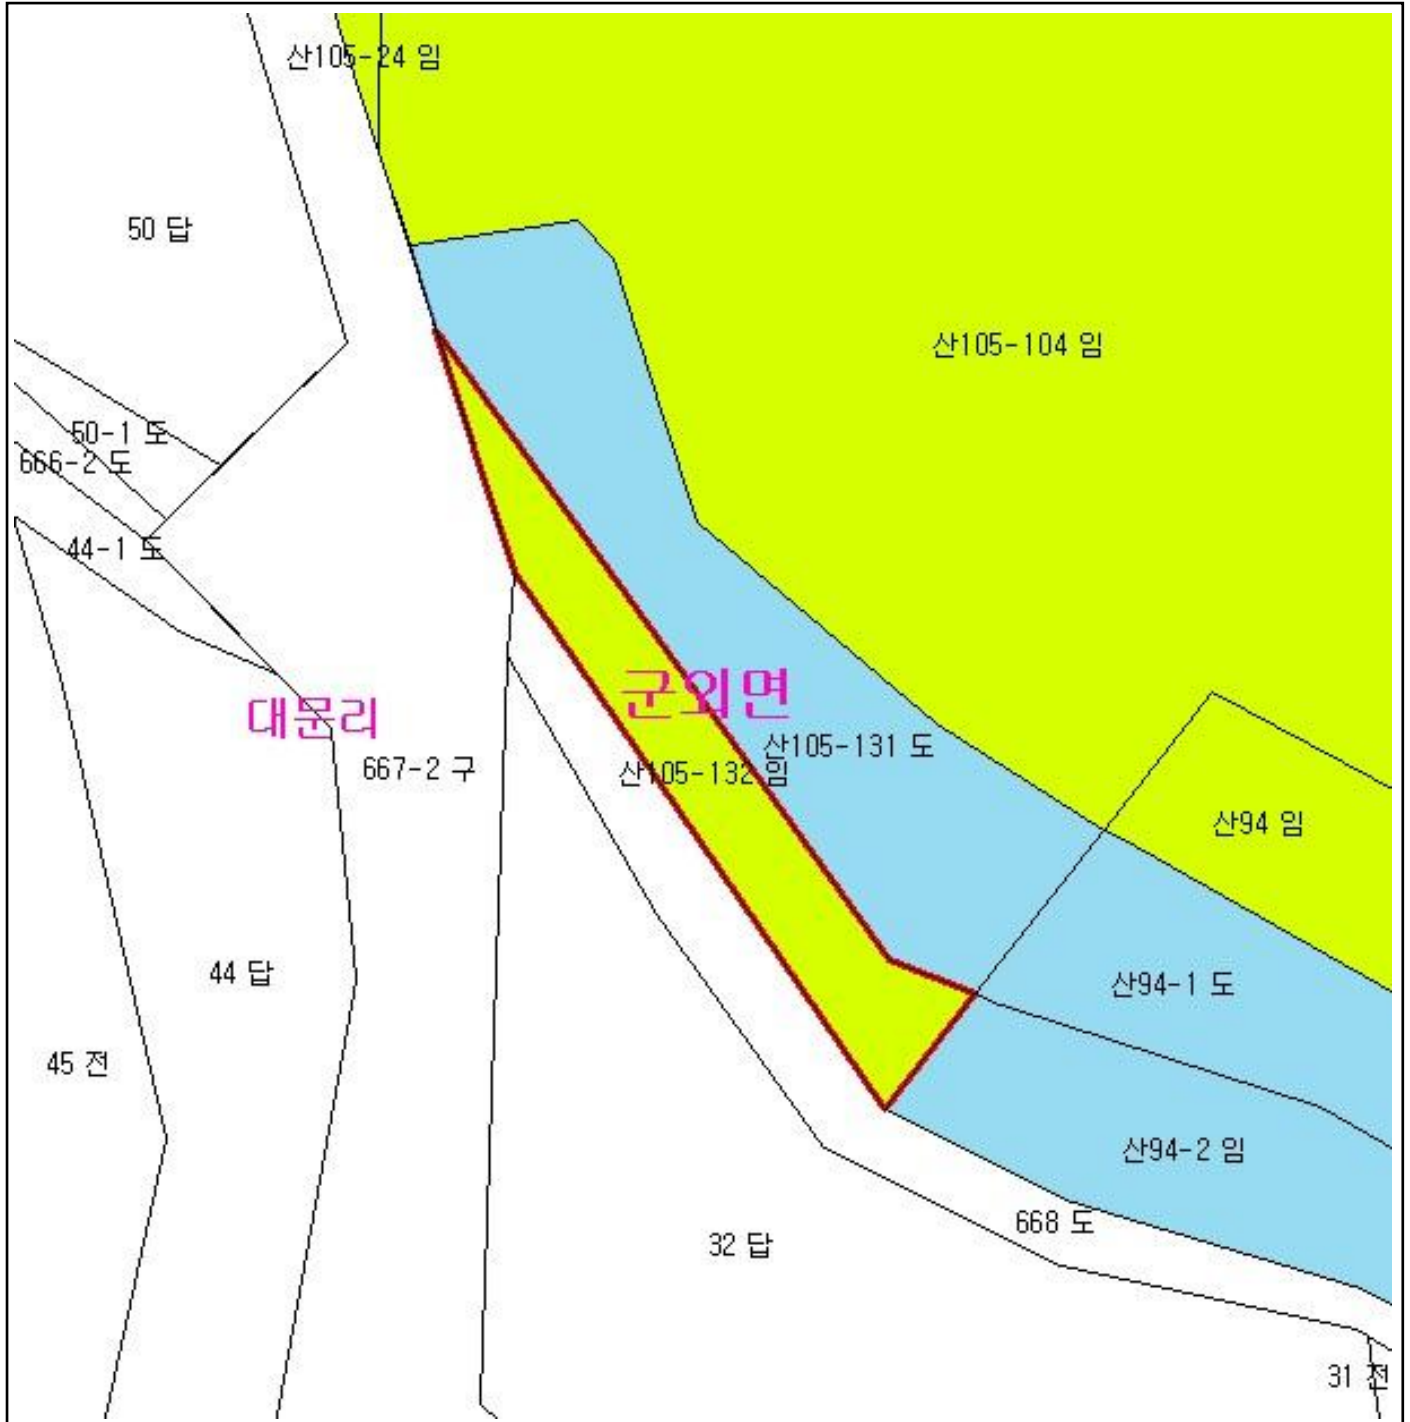 산105-24 임
50 답
산105-104 임
50-1 도
666-2 도
44-1 도
군외면
대문리
산105-131 도
667-2 구
산105-132 임
산94 임
44 답
산94-1 도
45 전
산94-2 임
668 도
32 답
31 전